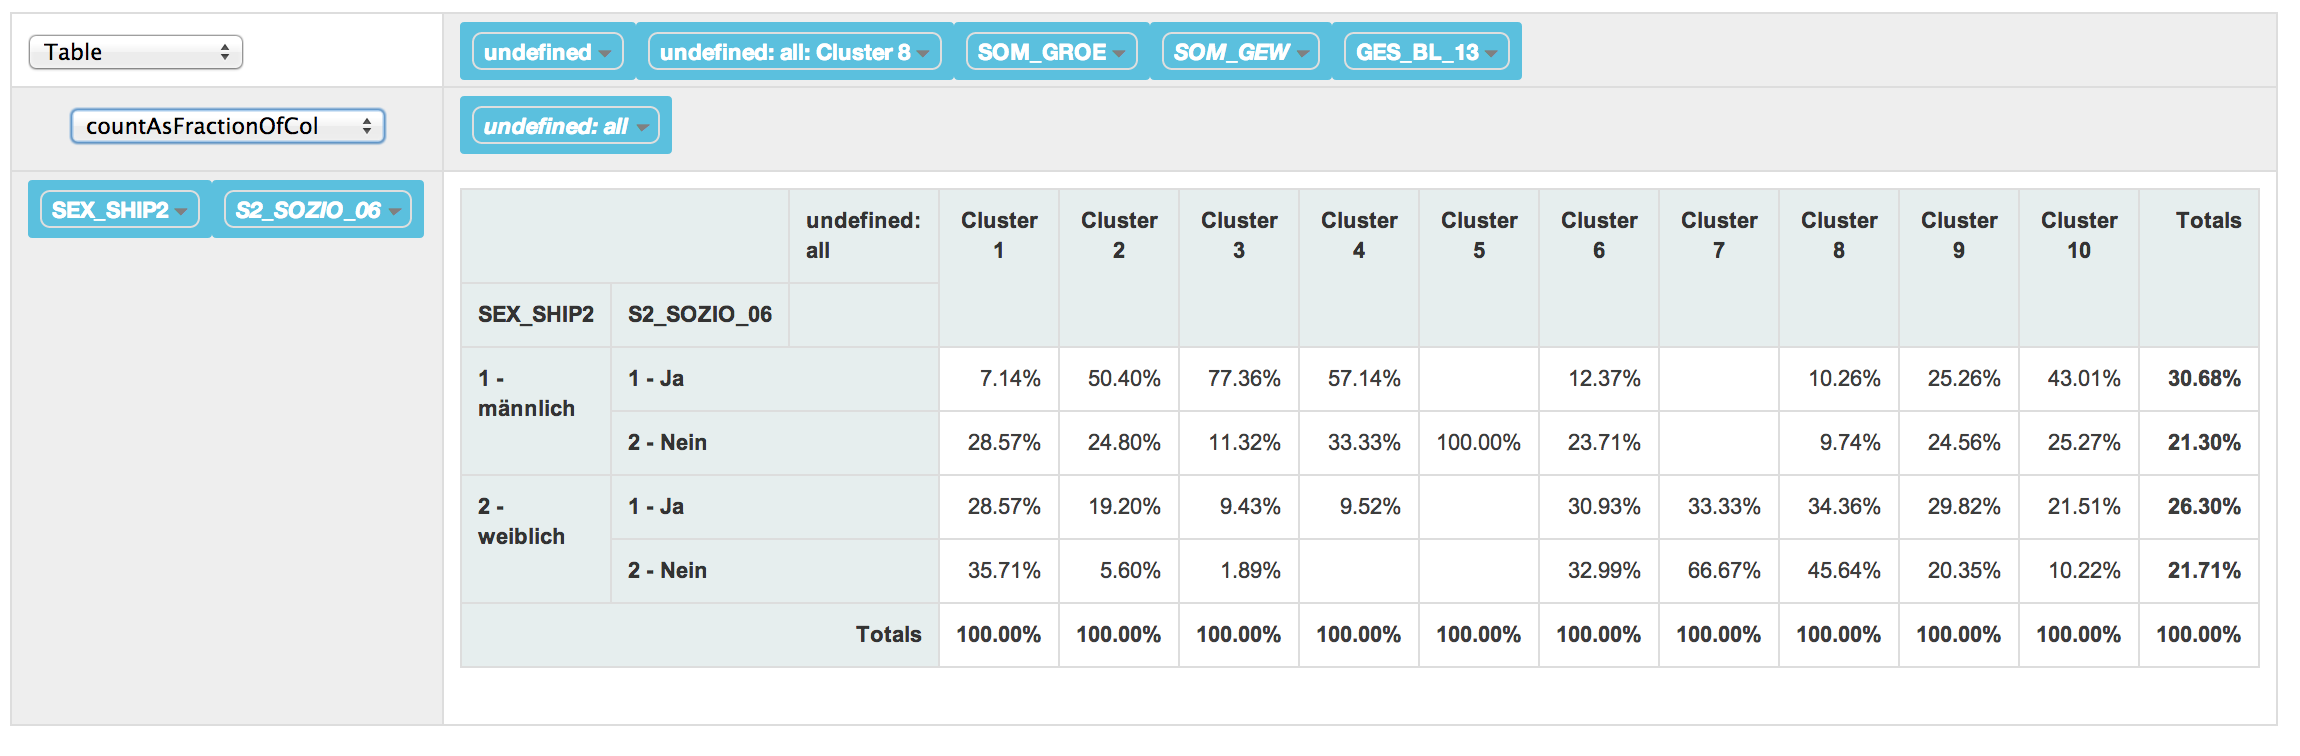 Table
undefined undefined: all: Cluster 8 SOM_GROE SOM_GEW GES_BL_13
countAsFractionOfCol
undefined: all
SEX_SHIP2 S2_SOZIO_06
undefined: all Cluster 1 Cluster 2 Cluster 3 Cluster 4 Cluster 5 Cluster 6 Cluster 7 Cluster 8 Cluster 9 Cluster 10 Totals
SEX_SHIP2 S2_SOZIO_06
1 - männlich 1 - Ja 7.14% 50.40% 77.36% 57.14% 12.37% 10.26% 25.26% 43.01% 30.68%
2 - Nein 28.57% 24.80% 11.32% 33.33% 100.00% 23.71% 9.74% 24.56% 25.27% 21.30%
2 - weiblich 1 - Ja 28.57% 19.20% 9.43% 9.52% 30.93% 33.33% 34.36% 29.82% 21.51% 26.30%
2 - Nein 35.71% 5.60% 1.89% 32.99% 66.67% 45.64% 20.35% 10.22% 21.71%
Totals 100.00% 100.00% 100.00% 100.00% 100.00% 100.00% 100.00% 100.00% 100.00% 100.00% 100.00%